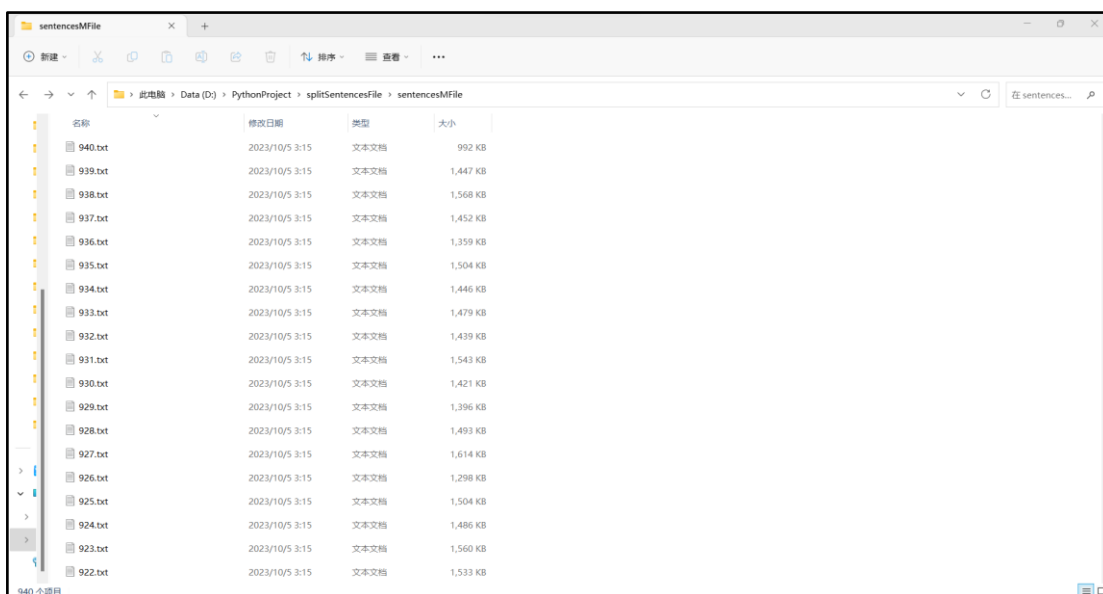 sentencesMFile
新建 排序 查看
此电脑 > Data (D:) > PythonProject > splitSentencesFile > sentencesMFile 在 sentences...
名称 修改日期 类型 大小
940.txt 2023/10/5 3:15 文本文档 992 KB
939.txt 2023/10/5 3:15 文本文档 1,447 KB
938.txt 2023/10/5 3:15 文本文档 1,568 KB
937.txt 2023/10/5 3:15 文本文档 1,452 KB
936.txt 2023/10/5 3:15 文本文档 1,359 KB
935.txt 2023/10/5 3:15 文本文档 1,504 KB
934.txt 2023/10/5 3:15 文本文档 1,446 KB
933.txt 2023/10/5 3:15 文本文档 1,479 KB
932.txt 2023/10/5 3:15 文本文档 1,439 KB
931.txt 2023/10/5 3:15 文本文档 1,543 KB
930.txt 2023/10/5 3:15 文本文档 1,421 KB
929.txt 2023/10/5 3:15 文本文档 1,396 KB
928.txt 2023/10/5 3:15 文本文档 1,493 KB
927.txt 2023/10/5 3:15 文本文档 1,614 KB
926.txt 2023/10/5 3:15 文本文档 1,298 KB
925.txt 2023/10/5 3:15 文本文档 1,504 KB
924.txt 2023/10/5 3:15 文本文档 1,486 KB
923.txt 2023/10/5 3:15 文本文档 1,560 KB
922.txt 2023/10/5 3:15 文本文档 1,533 KB
940 个项目